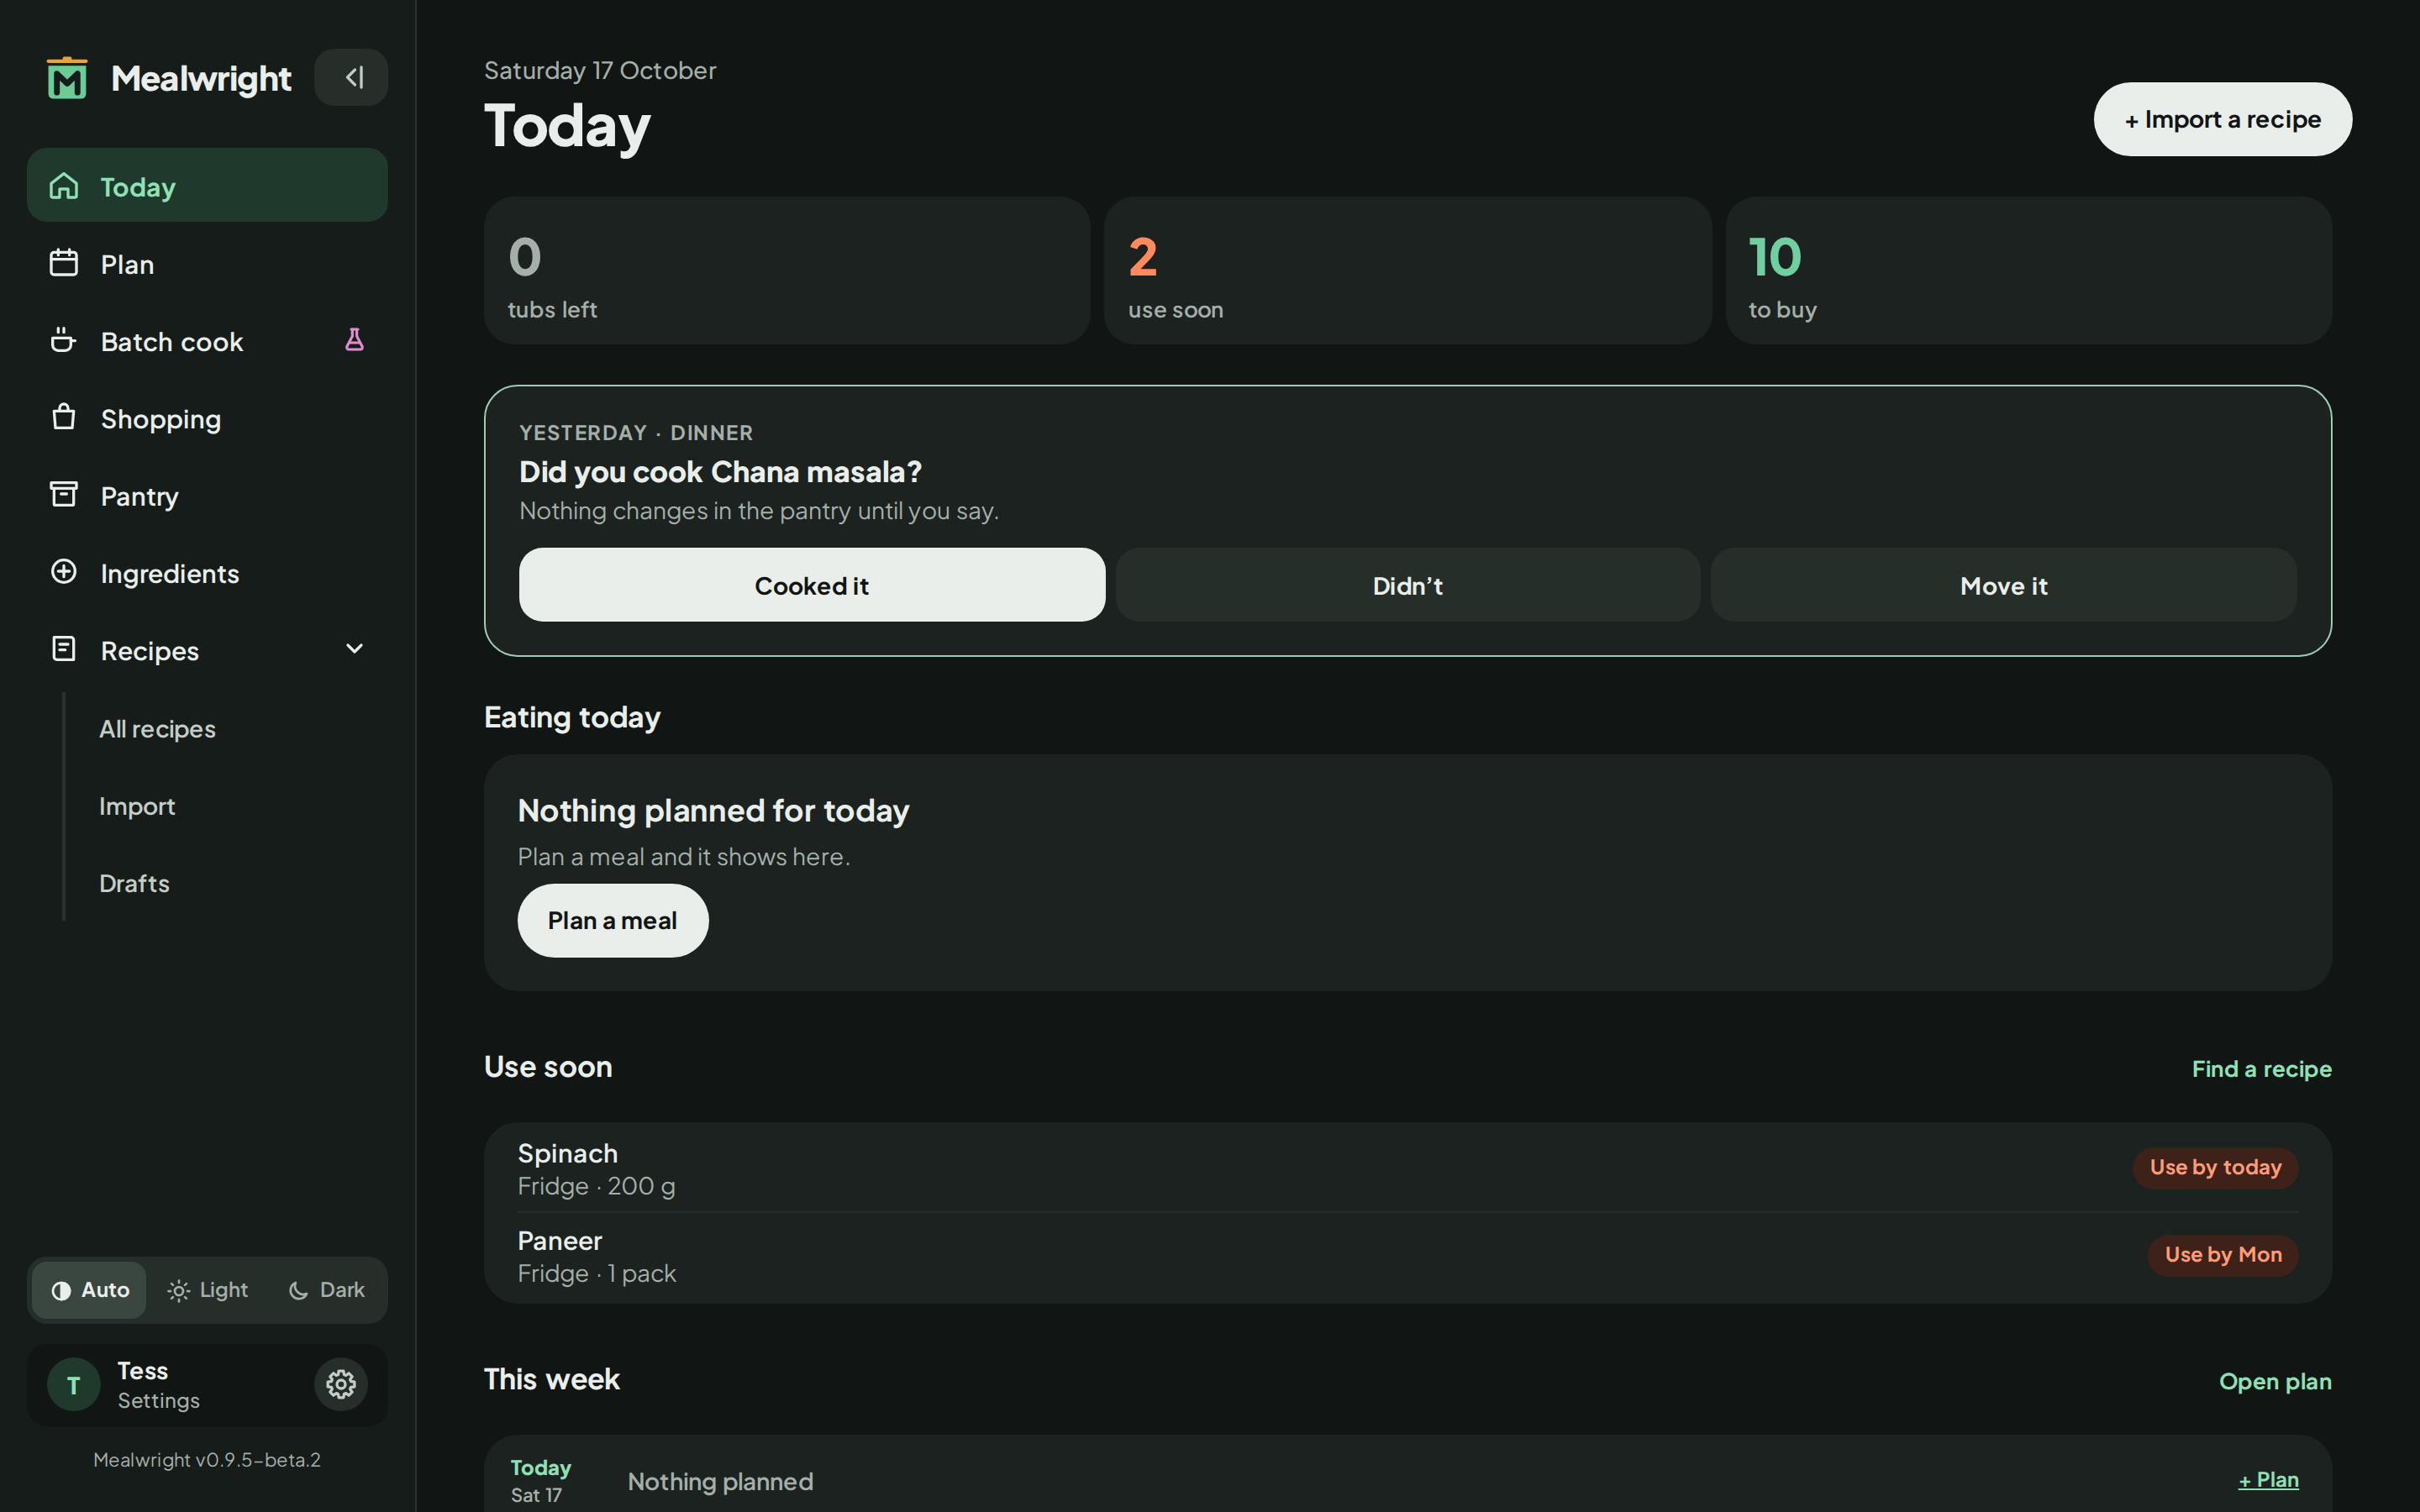 Mealwright
Today
Plan
Batch cook
Shopping
Pantry
Ingredients
Recipes
All recipes
Import
Drafts
Auto
Light
Dark
T
Tess
Settings
Mealwright v0.9.5-beta.2
Saturday 17 October
Today
+ Import a recipe
0
tubs left
2
use soon
10
to buy
YESTERDAY · DINNER
Did you cook Chana masala?
Nothing changes in the pantry until you say.
Cooked it
Didn’t
Move it
Eating today
Nothing planned for today
Plan a meal and it shows here.
Plan a meal
Use soon
Find a recipe
Spinach
Fridge · 200 g
Use by today
Paneer
Fridge · 1 pack
Use by Mon
This week
Open plan
Today
Sat 17
Nothing planned
+ Plan